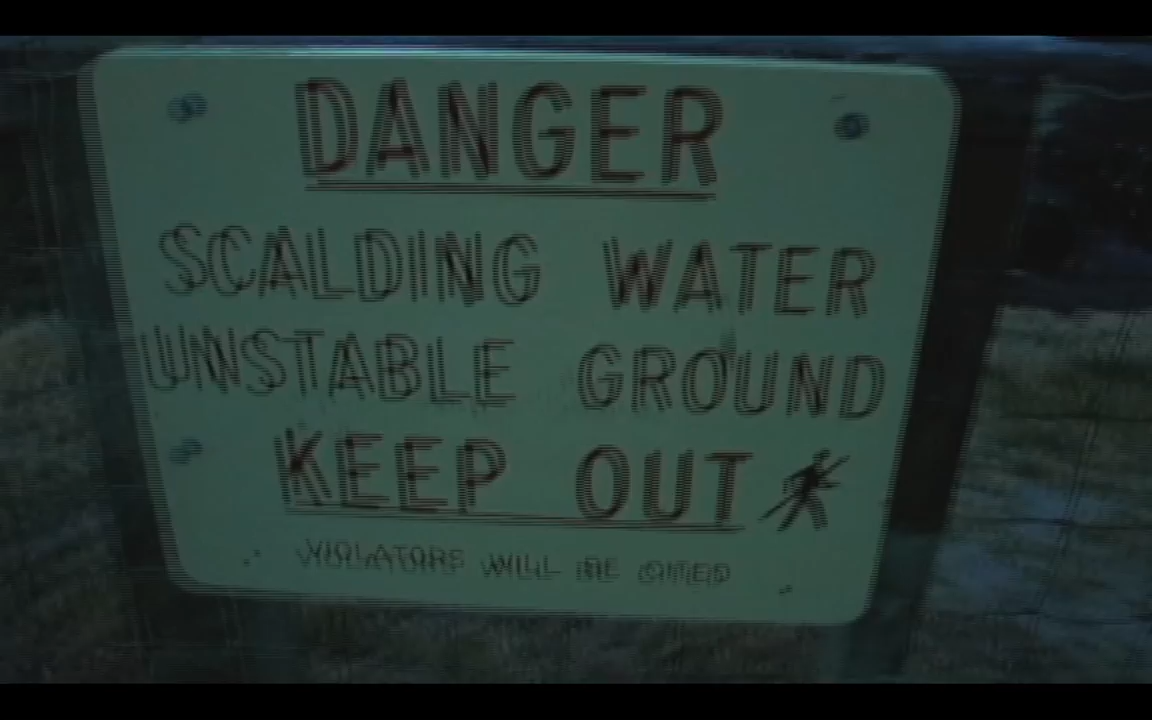 DANGER
SCALDING WATER
UNSTABLE GROUND
KEEP OUT
VIOLATORS WILL BE CITED